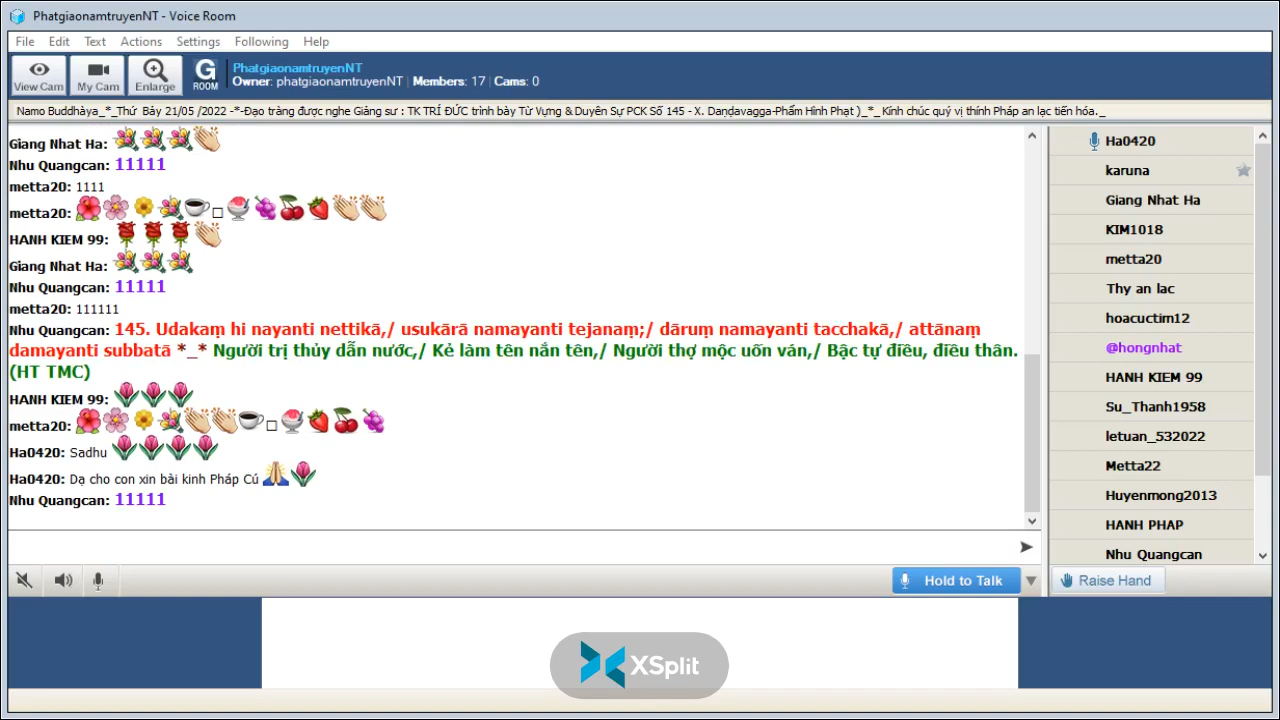 PhatgiaonamtruyenNT - Voice Room
File Edit Text Actions Settings Following Help
View Cam My Cam Enlarge G ROOM
PhatgiaonamtruyenNT
Owner: phatgiaonamtruyenNT | Members: 17 | Cams: 0
Namo Buddhàya_*_Thứ Bảy 21/05 /2022 -*-Đạo tràng được nghe Giảng sư : TK TRÍ ĐỨC trình bày Từ Vựng & Duyên Sự PCK Số 145 - X. Daṇḍavagga-Phẩm Hình Phạt )_*_ Kính chúc quý vị thính Pháp an lạc tiến hóa._
Giang Nhat Ha:
Nhu Quangcan: 11111
metta20: 1111
metta20:
HANH KIEM 99:
Giang Nhat Ha:
Nhu Quangcan: 11111
metta20: 111111
Nhu Quangcan: 145. Udakaṃ hi nayanti nettikā,/ usukārā namayanti tejanaṃ;/ dāruṃ namayanti tacchakā,/ attānaṃ
damayanti subbatā *_* Người trị thủy dẫn nước,/ Kẻ làm tên nắn tên,/ Người thợ mộc uốn ván,/ Bậc tự điều, điều thân.
(HT TMC)
HANH KIEM 99:
metta20:
Ha0420: Sadhu
Ha0420: Dạ cho con xin bài kinh Pháp Cú
Nhu Quangcan: 11111
Ha0420
karuna
Giang Nhat Ha
KIM1018
metta20
Thy an lac
hoacuctim12
@hongnhat
HANH KIEM 99
Su_Thanh1958
letuan_532022
Metta22
Huyenmong2013
HANH PHAP
Nhu Quangcan
Hold to Talk
Raise Hand
XSplit